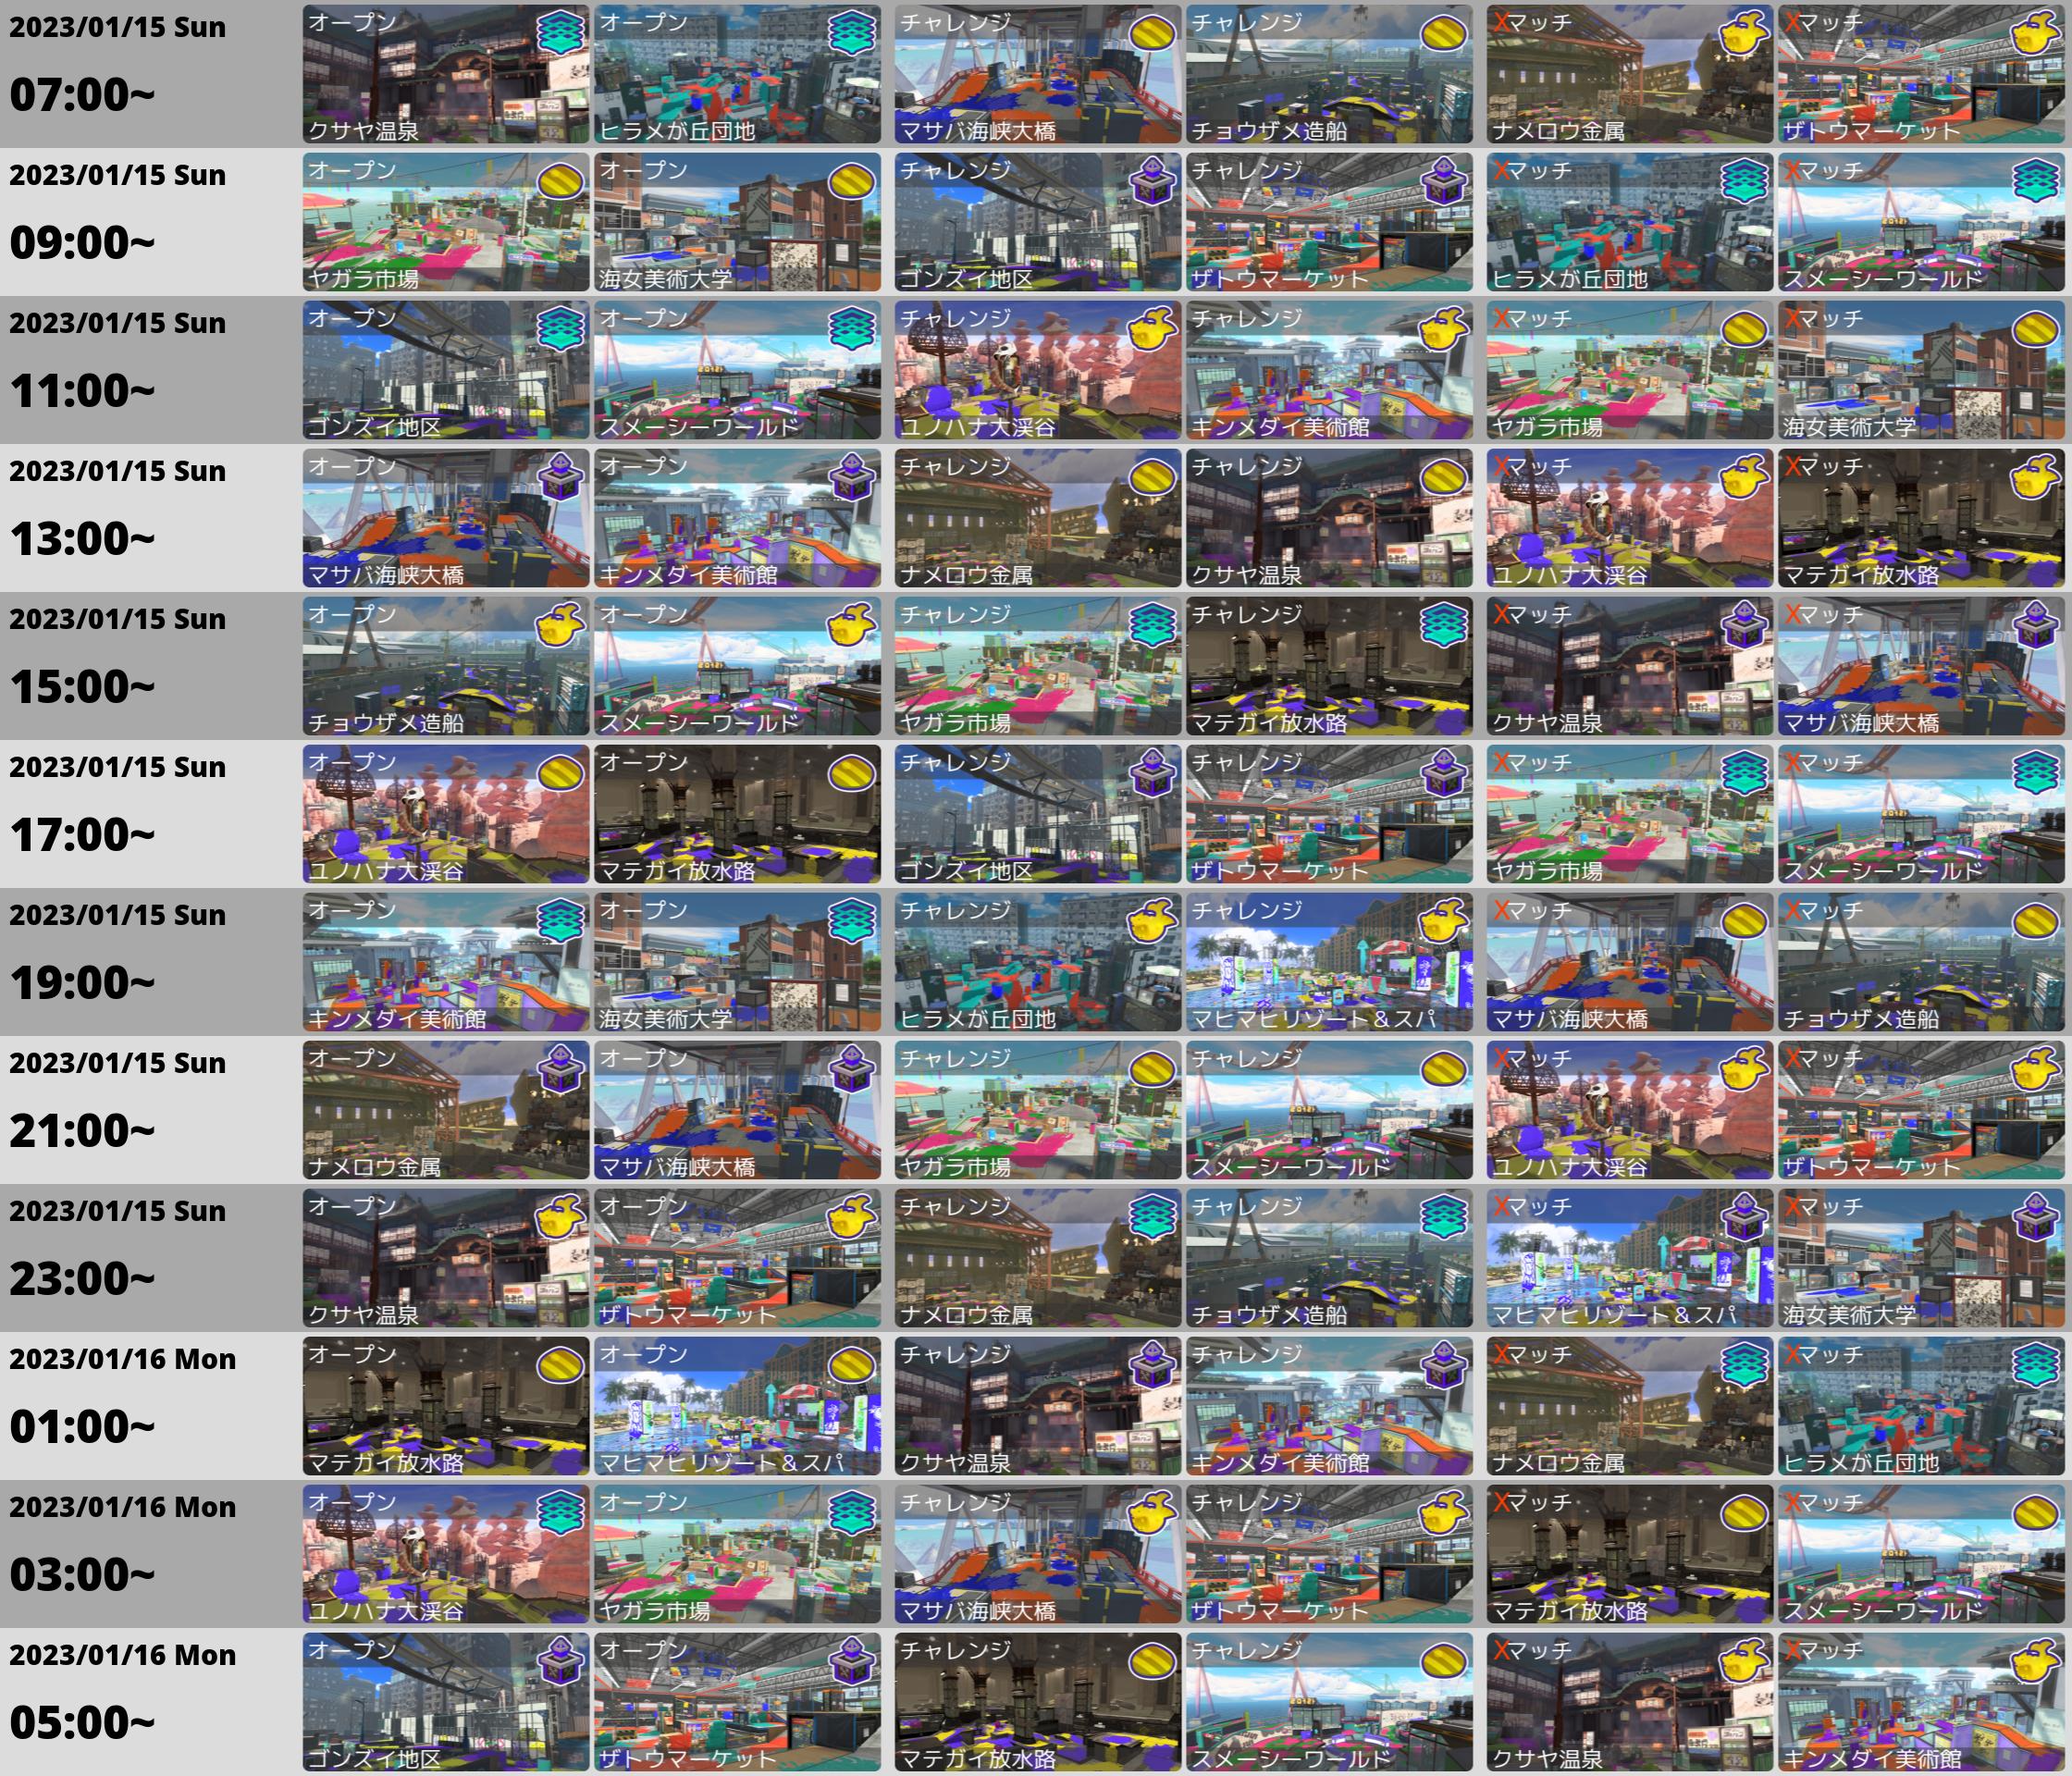 2023/01/15 Sun
07:00~
オープン オープン チャレンジ チャレンジ Xマッチ Xマッチ
クサヤ温泉 ヒラメが丘団地 マサバ海峡大橋 チョウザメ造船 ナメロウ金属 ザトウマーケット
2023/01/15 Sun
09:00~
オープン オープン チャレンジ チャレンジ Xマッチ Xマッチ
ヤガラ市場 海女美術大学 ゴンズイ地区 ザトウマーケット ヒラメが丘団地 スメーシーワールド
2023/01/15 Sun
11:00~
オープン オープン チャレンジ チャレンジ Xマッチ Xマッチ
ゴンズイ地区 スメーシーワールド ユノハナ大渓谷 キンメダイ美術館 ヤガラ市場 海女美術大学
2023/01/15 Sun
13:00~
オープン オープン チャレンジ チャレンジ Xマッチ Xマッチ
マサバ海峡大橋 キンメダイ美術館 ナメロウ金属 クサヤ温泉 ユノハナ大渓谷 マテガイ放水路
2023/01/15 Sun
15:00~
オープン オープン チャレンジ チャレンジ Xマッチ Xマッチ
チョウザメ造船 スメーシーワールド ヤガラ市場 マテガイ放水路 クサヤ温泉 マサバ海峡大橋
2023/01/15 Sun
17:00~
オープン オープン チャレンジ チャレンジ Xマッチ Xマッチ
ユノハナ大渓谷 マテガイ放水路 ゴンズイ地区 ザトウマーケット ヤガラ市場 スメーシーワールド
2023/01/15 Sun
19:00~
オープン オープン チャレンジ チャレンジ Xマッチ Xマッチ
キンメダイ美術館 海女美術大学 ヒラメが丘団地 マヒマヒリゾート＆スパ マサバ海峡大橋 チョウザメ造船
2023/01/15 Sun
21:00~
オープン オープン チャレンジ チャレンジ Xマッチ Xマッチ
ナメロウ金属 マサバ海峡大橋 ヤガラ市場 スメーシーワールド ユノハナ大渓谷 ザトウマーケット
2023/01/15 Sun
23:00~
オープン オープン チャレンジ チャレンジ Xマッチ Xマッチ
クサヤ温泉 ザトウマーケット ナメロウ金属 チョウザメ造船 マヒマヒリゾート＆スパ 海女美術大学
2023/01/16 Mon
01:00~
オープン オープン チャレンジ チャレンジ Xマッチ Xマッチ
マテガイ放水路 マヒマヒリゾート＆スパ クサヤ温泉 キンメダイ美術館 ナメロウ金属 ヒラメが丘団地
2023/01/16 Mon
03:00~
オープン オープン チャレンジ チャレンジ Xマッチ Xマッチ
ユノハナ大渓谷 ヤガラ市場 マサバ海峡大橋 ザトウマーケット マテガイ放水路 スメーシーワールド
2023/01/16 Mon
05:00~
オープン オープン チャレンジ チャレンジ Xマッチ Xマッチ
ゴンズイ地区 ザトウマーケット マテガイ放水路 スメーシーワールド クサヤ温泉 キンメダイ美術館